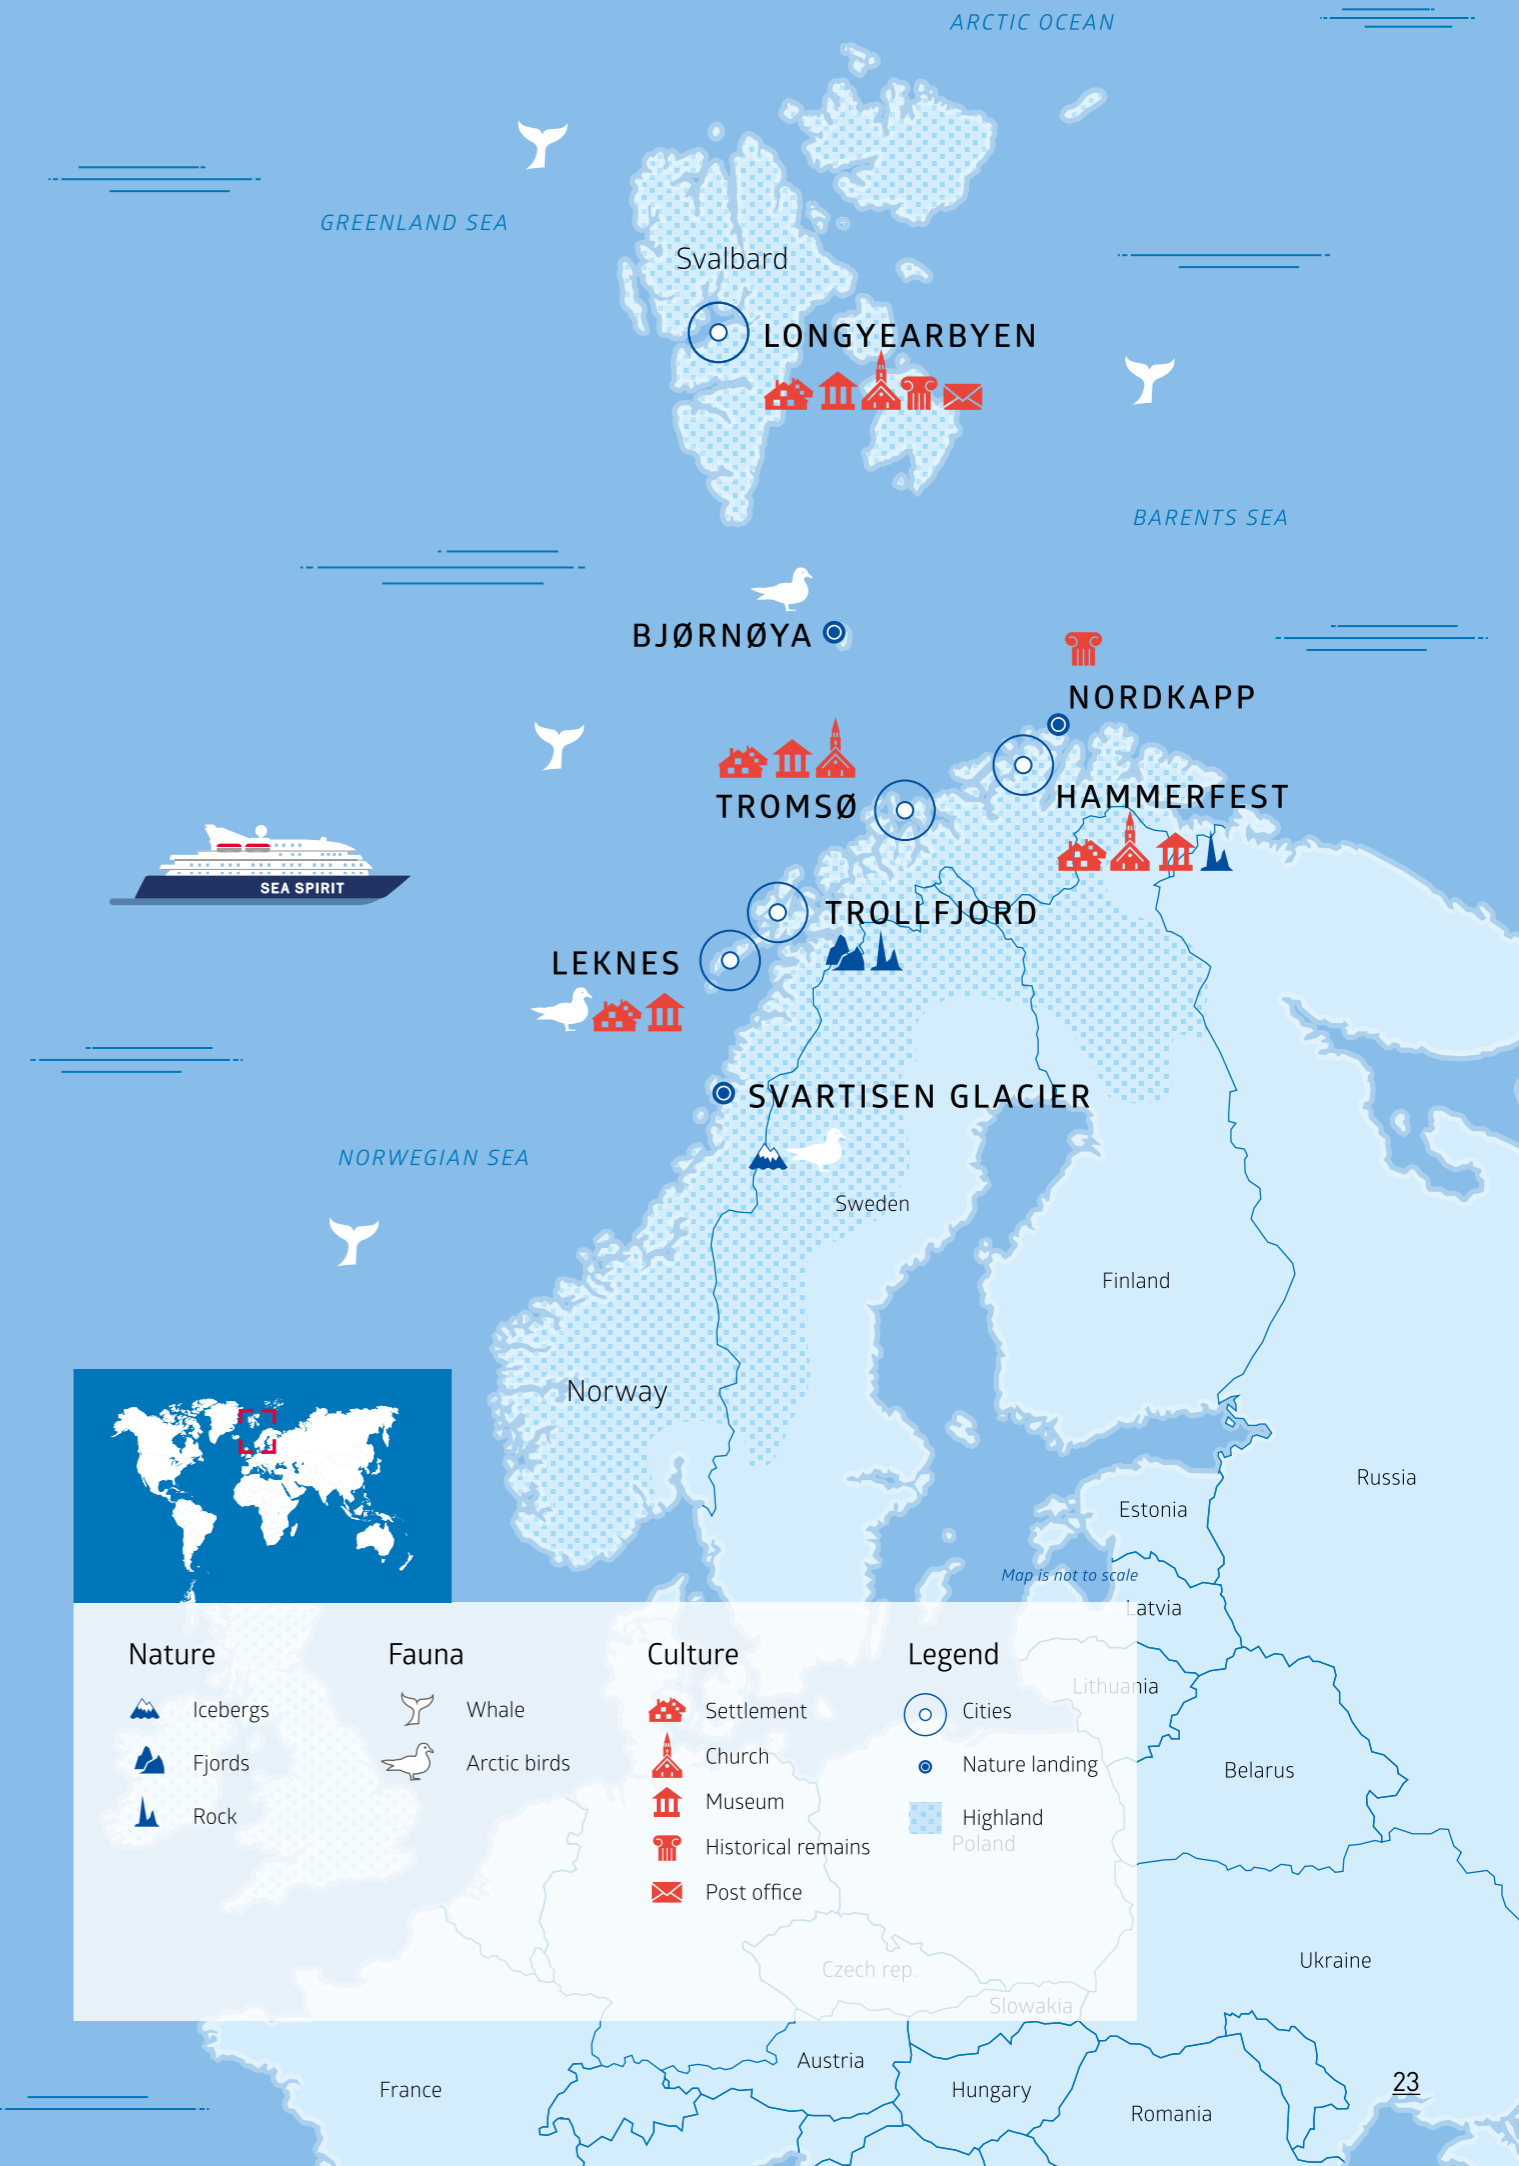 ARCTIC OCEAN
GREENLAND SEA
Svalbard
LONGYEARBYEN
BARENTS SEA
BJØRNØYA
NORDKAPP
TROMSØ
HAMMERFEST
SEA SPIRIT
TROLLFJORD
LEKNES
SVARTISEN GLACIER
NORWEGIAN SEA
Sweden
Finland
Norway
Russia
Estonia
Map is not to scale
Latvia
Lithuania
Nature
Icebergs
Fjords
Rock
Fauna
Whale
Arctic birds
Culture
Settlement
Church
Museum
Historical remains
Post office
Legend
Cities
Nature landing
Highland
Poland
Belarus
Czech rep.
Slowakia
Ukraine
Austria
France
Hungary
Romania
23